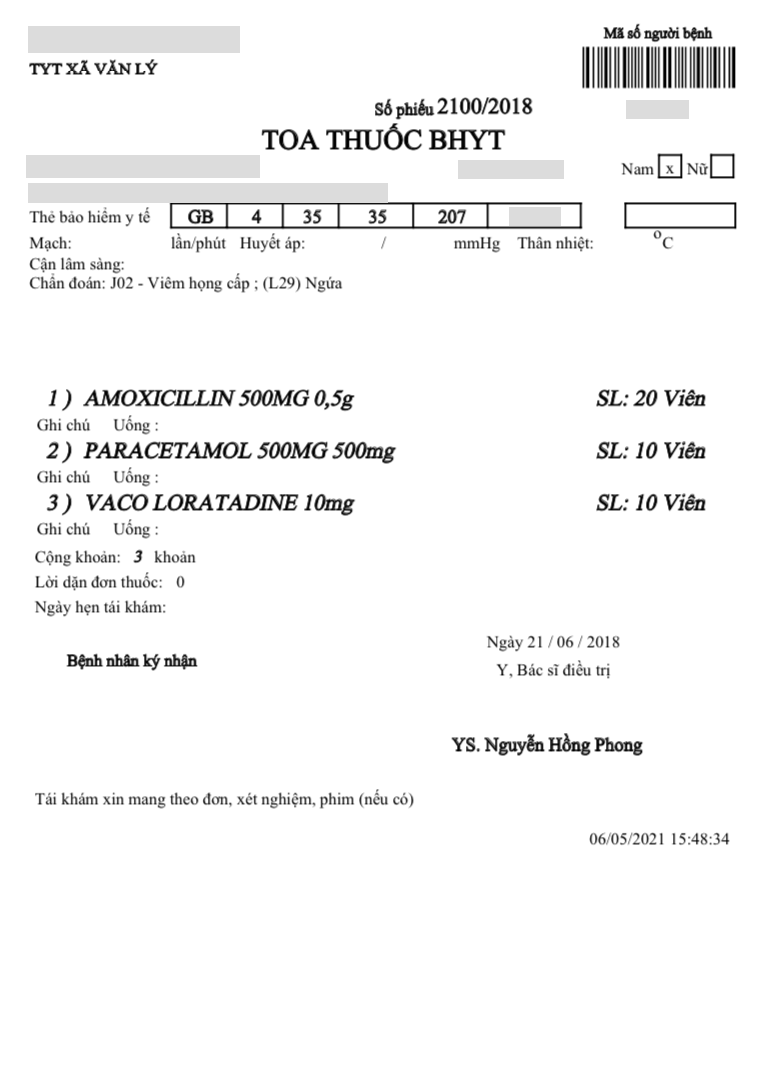 Mã số người bệnh
TYT XÃ VĂN LÝ
Số phiếu 2100/2018
TOA THUỐC BHYT
Nam x Nữ
Thẻ bảo hiểm y tế GB 4 35 35 207
Mạch: lần/phút Huyết áp: / mmHg Thân nhiệt: °C
Cận lâm sàng:
Chẩn đoán: J02 - Viêm họng cấp ; (L29) Ngứa
1 ) AMOXICILLIN 500MG 0,5g SL: 20 Viên
Ghi chú Uống :
2 ) PARACETAMOL 500MG 500mg SL: 10 Viên
Ghi chú Uống :
3 ) VACO LORATADINE 10mg SL: 10 Viên
Ghi chú Uống :
Cộng khoản: 3 khoản
Lời dặn đơn thuốc: 0
Ngày hẹn tái khám:
Ngày 21 / 06 / 2018
Bệnh nhân ký nhận
Y, Bác sĩ điều trị
YS. Nguyễn Hồng Phong
Tái khám xin mang theo đơn, xét nghiệm, phim (nếu có)
06/05/2021 15:48:34